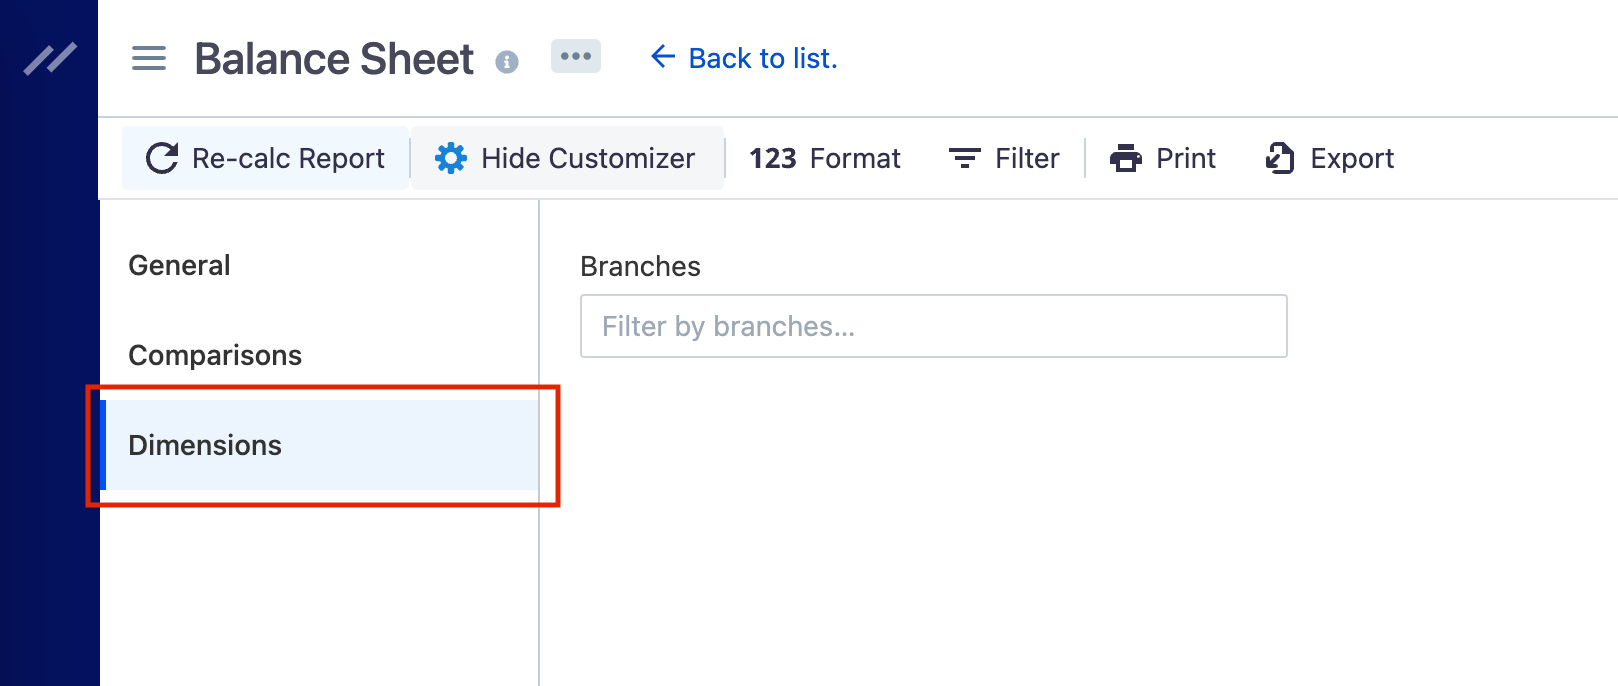 Balance Sheet
← Back to list.
Re-calc Report
Hide Customizer
123 Format
Filter
Print
Export
General
Comparisons
Dimensions
Branches
Filter by branches...